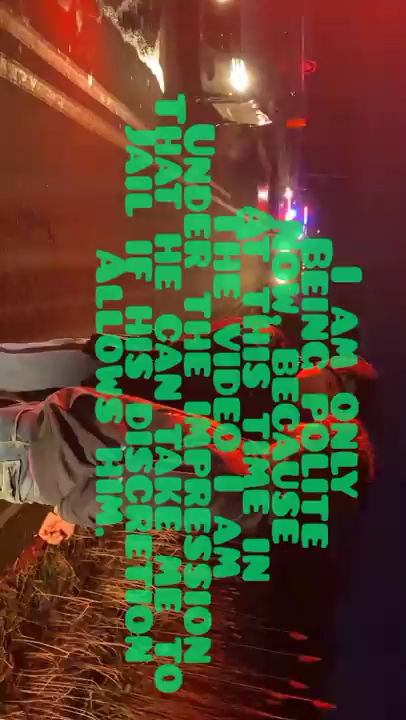 I AM ONLY
BEING POLITE
NOW, BECAUSE
AT THIS TIME IN
THE VIDEO I AM
UNDER THE IMPRESSION
THAT HE CAN TAKE ME TO
JAIL IF HIS DISCRETION
ALLOWS HIM.